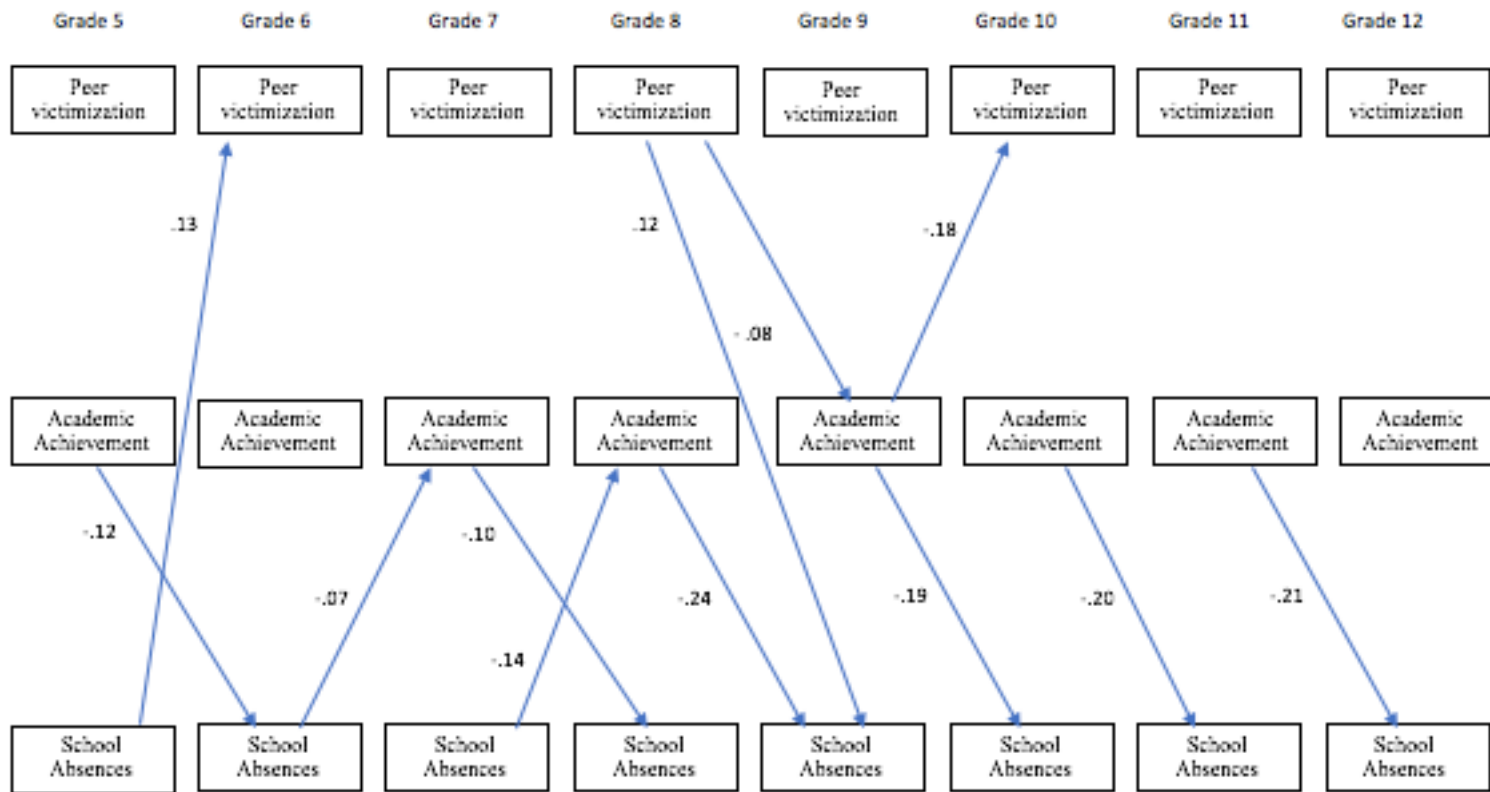 Grade 5 Grade 6 Grade 7 Grade 8 Grade 9 Grade 10 Grade 11 Grade 12
Peer Peer Peer Peer Peer Peer Peer Peer
victimization victimization victimization victimization victimization victimization victimization victimization
.13 .12 -.18
- .08
Academic Academic Academic Academic Academic Academic Academic Academic
Achievement Achievement Achievement Achievement Achievement Achievement Achievement Achievement
-.12 -.10
-.07 -.24 -.19 -.20 -.21
-.14
School School School School School School School School
Absences Absences Absences Absences Absences Absences Absences Absences